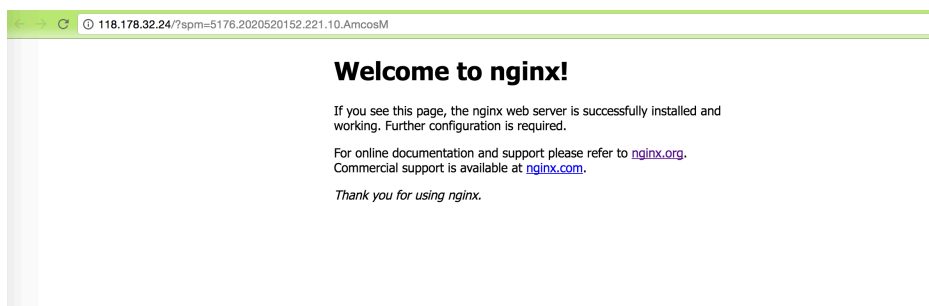 118.178.32.24/?spm=5176.2020520152.221.10.AmcosM
Welcome to nginx!
If you see this page, the nginx web server is successfully installed and
working. Further configuration is required.
For online documentation and support please refer to nginx.org.
Commercial support is available at nginx.com.
Thank you for using nginx.